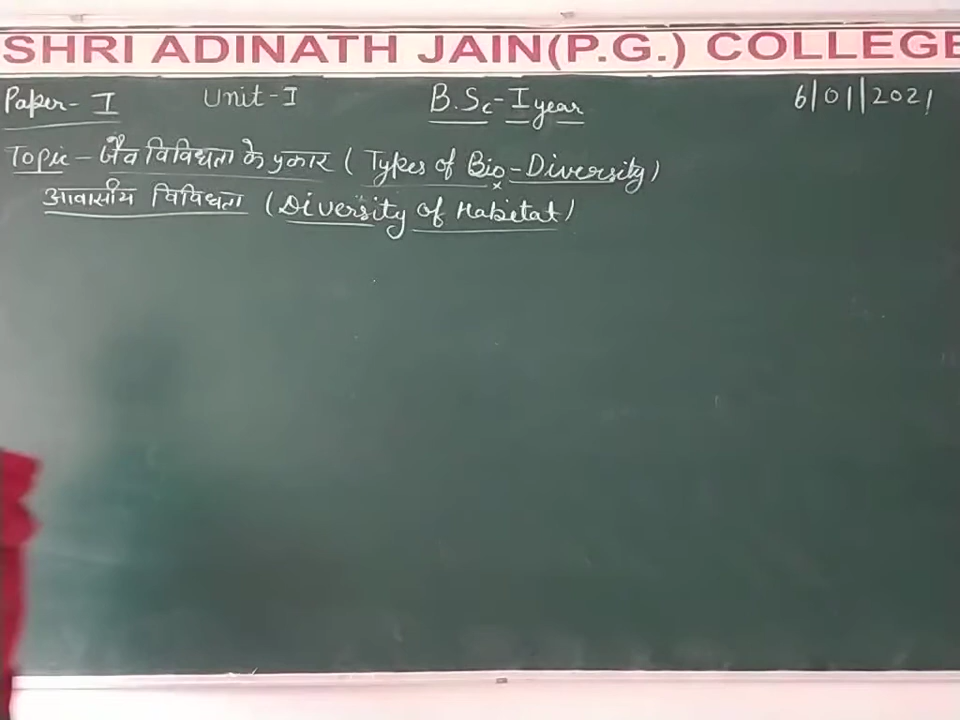 SHRI ADINATH JAIN(P.G.) COLLEGE
Paper - I Unit - I B.Sc - I year 6/01/2021
Topic - जैव विविधता के प्रकार ( Types of Bio - Diversity )
आवासीय विविधता ( Diversity of Habitat )